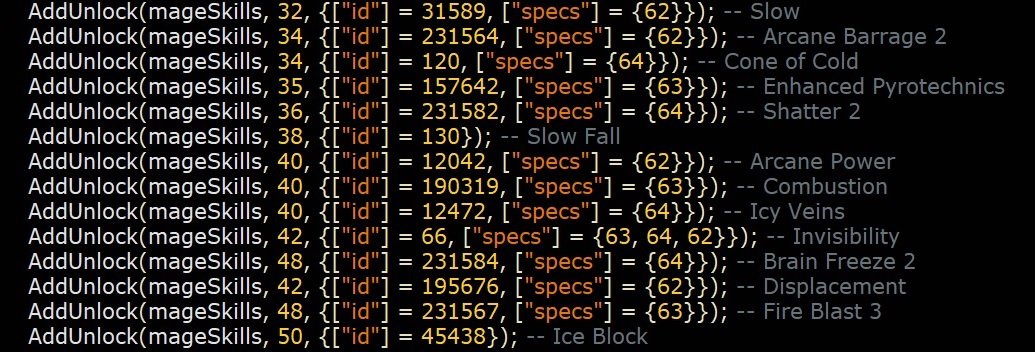 AddUnlock(mageSkills, 32, {["id"] = 31589, ["specs"] = {62}}); -- Slow
AddUnlock(mageSkills, 34, {["id"] = 231564, ["specs"] = {62}}); -- Arcane Barrage 2
AddUnlock(mageSkills, 34, {["id"] = 120, ["specs"] = {64}}); -- Cone of Cold
AddUnlock(mageSkills, 35, {["id"] = 157642, ["specs"] = {63}}); -- Enhanced Pyrotechnics
AddUnlock(mageSkills, 36, {["id"] = 231582, ["specs"] = {64}}); -- Shatter 2
AddUnlock(mageSkills, 38, {["id"] = 130}); -- Slow Fall
AddUnlock(mageSkills, 40, {["id"] = 12042, ["specs"] = {62}}); -- Arcane Power
AddUnlock(mageSkills, 40, {["id"] = 190319, ["specs"] = {63}}); -- Combustion
AddUnlock(mageSkills, 40, {["id"] = 12472, ["specs"] = {64}}); -- Icy Veins
AddUnlock(mageSkills, 42, {["id"] = 66, ["specs"] = {63, 64, 62}}); -- Invisibility
AddUnlock(mageSkills, 48, {["id"] = 231584, ["specs"] = {64}}); -- Brain Freeze 2
AddUnlock(mageSkills, 42, {["id"] = 195676, ["specs"] = {62}}); -- Displacement
AddUnlock(mageSkills, 48, {["id"] = 231567, ["specs"] = {63}}); -- Fire Blast 3
AddUnlock(mageSkills, 50, {["id"] = 45438}); -- Ice Block